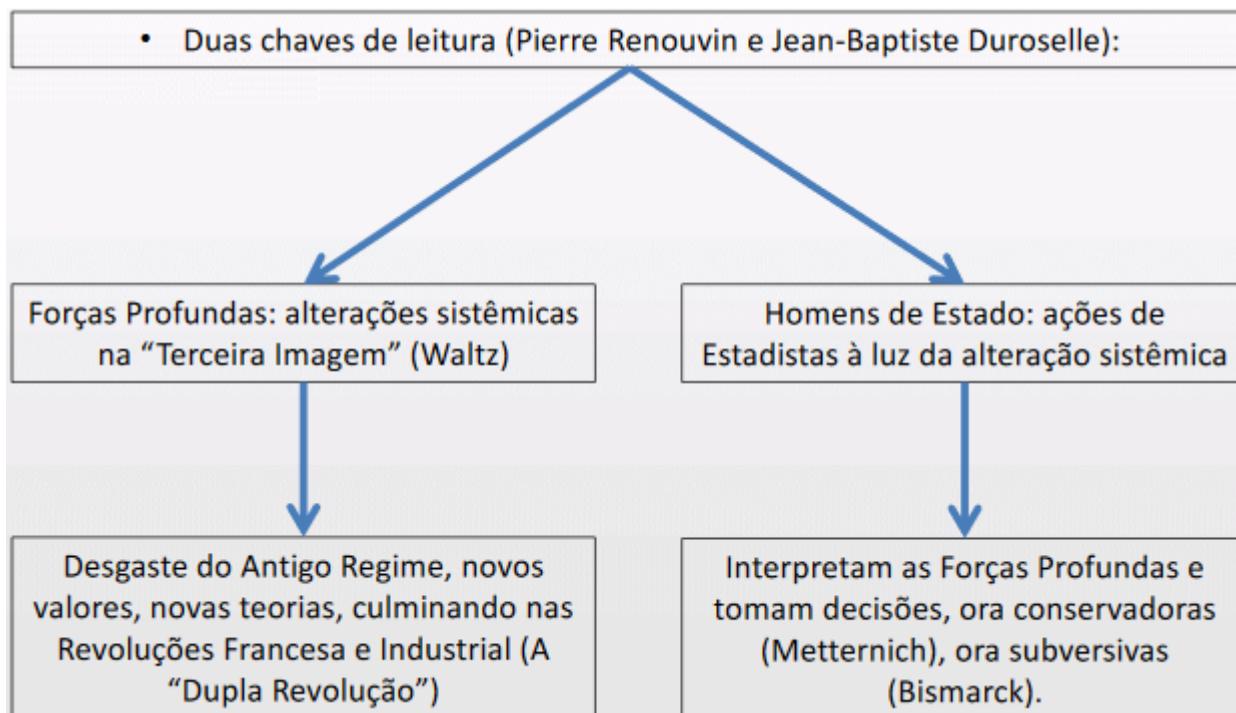 • Duas chaves de leitura (Pierre Renouvin e Jean-Baptiste Duroselle):
Forças Profundas: alterações sistêmicas
na “Terceira Imagem” (Waltz)
Homens de Estado: ações de
Estadistas à luz da alteração sistêmica
Desgaste do Antigo Regime, novos
valores, novas teorias, culminando nas
Revoluções Francesa e Industrial (A
“Dupla Revolução”)
Interpretam as Forças Profundas e
tomam decisões, ora conservadoras
(Metternich), ora subversivas
(Bismarck).